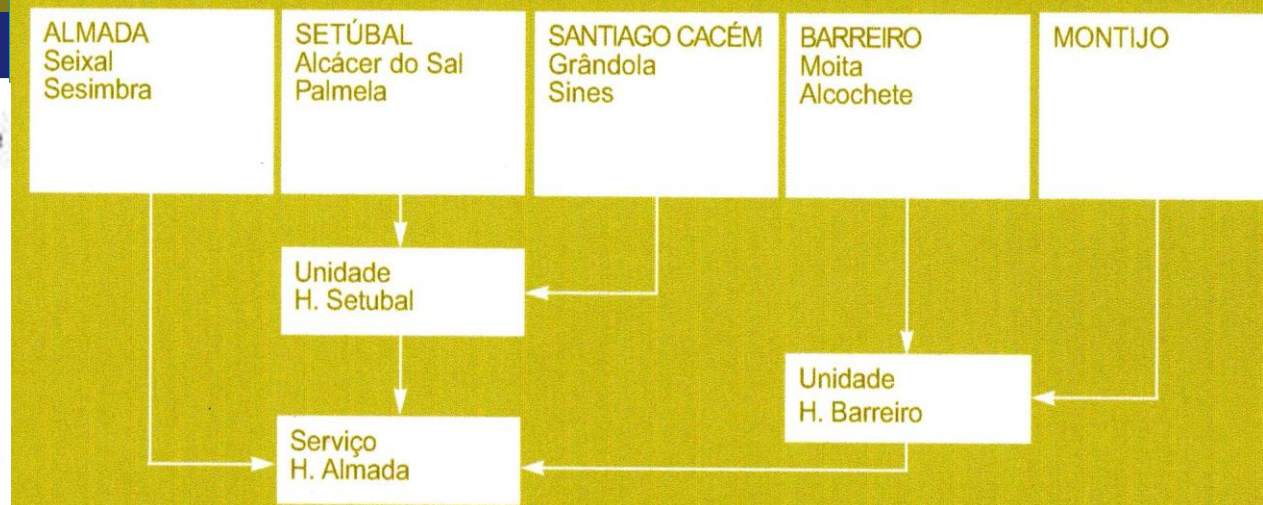 ALMADA
Seixal
Sesimbra
SETÚBAL
Alcácer do Sal
Palmela
SANTIAGO CACÉM
Grândola
Sines
BARREIRO
Moita
Alcochete
MONTIJO
Unidade
H. Setubal
Unidade
H. Barreiro
Serviço
H. Almada